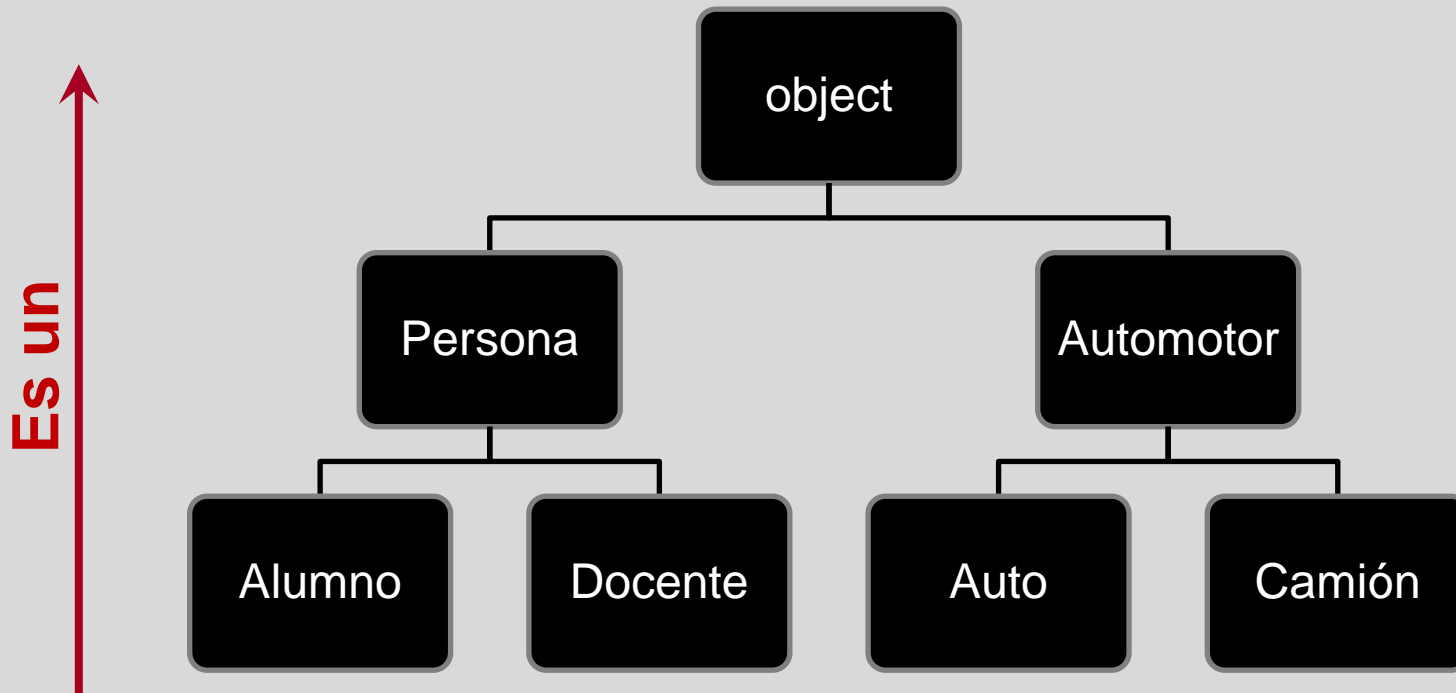 object
Es un
Persona
Automotor
Alumno
Docente
Auto
Camión